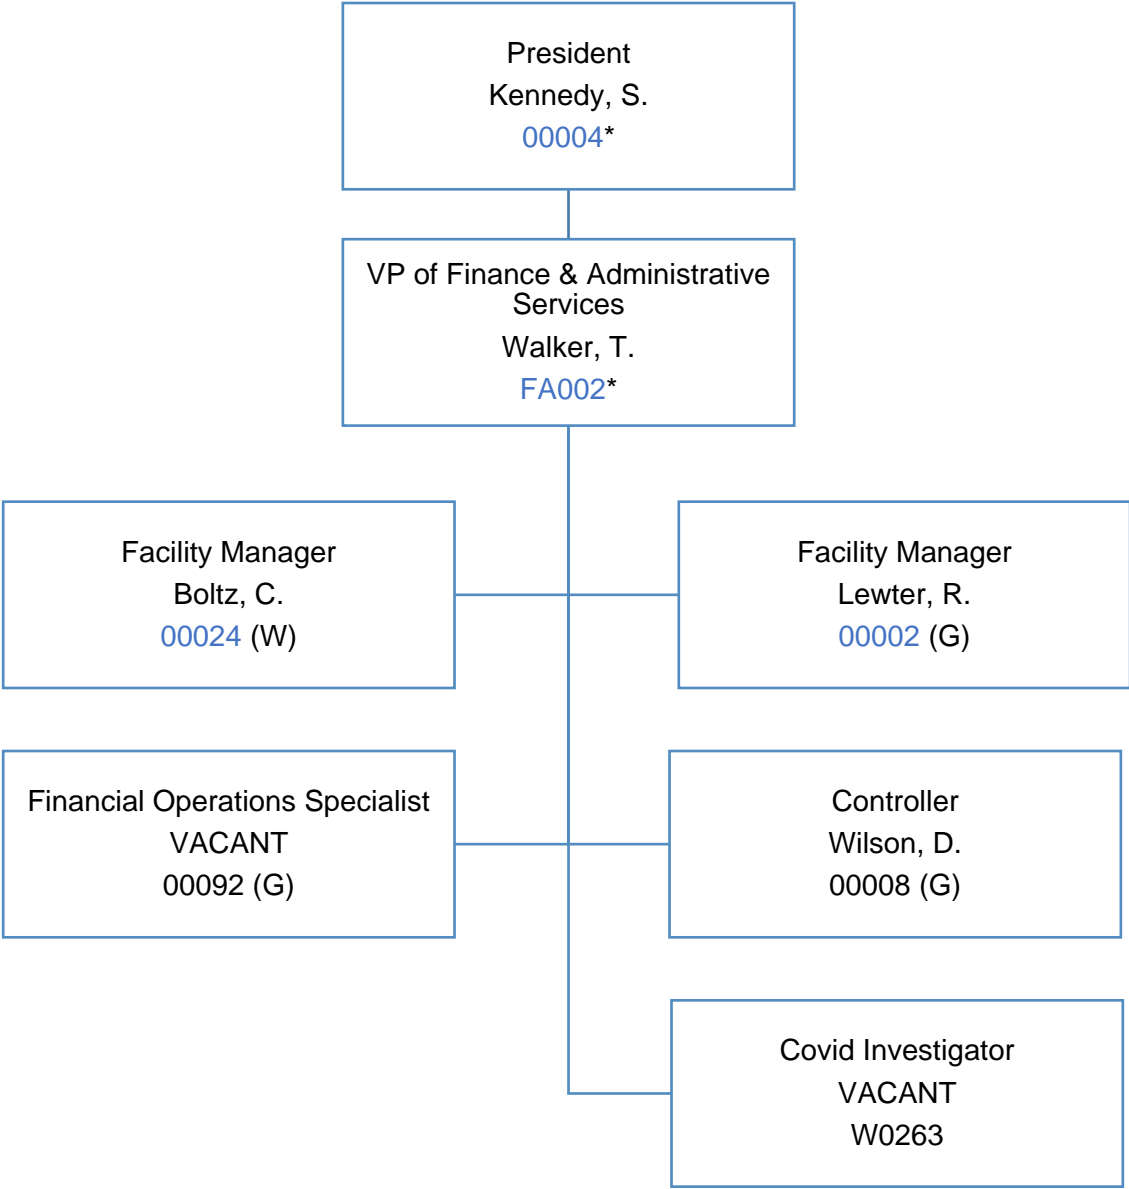 President
Kennedy, S.
00004*
VP of Finance & Administrative
Services
Walker, T.
FA002*
Facility Manager
Boltz, C.
00024 (W)
Facility Manager
Lewter, R.
00002 (G)
Financial Operations Specialist
VACANT
00092 (G)
Controller
Wilson, D.
00008 (G)
Covid Investigator
VACANT
W0263